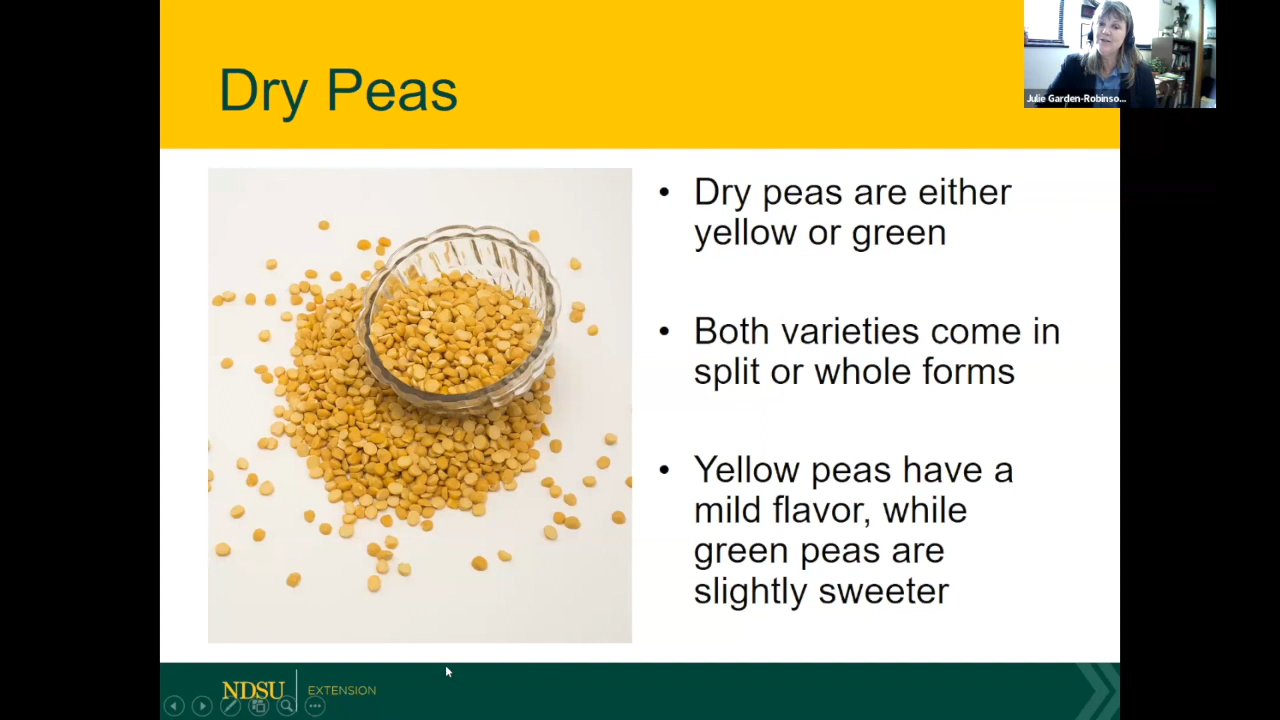 Dry Peas
Julie Garden-Robinso...
• Dry peas are either
yellow or green
• Both varieties come in
split or whole forms
• Yellow peas have a
mild flavor, while
green peas are
slightly sweeter
NDSU
EXTENSION